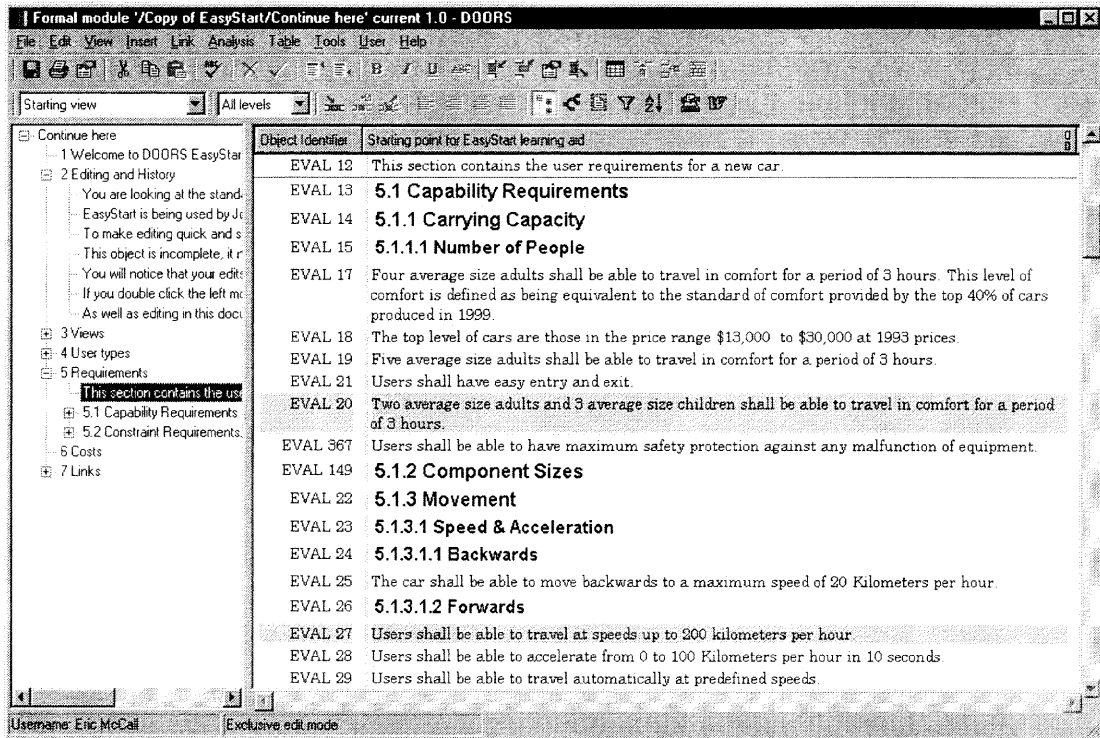 Formal module '/Copy of EasyStart/Continue here' current 1.0 - DOORS
File Edit View Insert Link Analysis Table Tools User Help
B I U ABC
Starting view All levels
Continue here
1 Welcome to DOORS EasyStar
2 Editing and History
You are looking at the stand
EasyStart is being used by Jo
To make editing quick and s
This object is incomplete, it r
You will notice that your edits
If you double click the left mo
As well as editing in this docu
3 Views
4 User types
5 Requirements
This section contains the use
5.1 Capability Requirements
5.2 Constraint Requirements
6 Costs
7 Links
Object Identifier Starting point for EasyStart learning aid
EVAL 12 This section contains the user requirements for a new car.
EVAL 13 5.1 Capability Requirements
EVAL 14 5.1.1 Carrying Capacity
EVAL 15 5.1.1.1 Number of People
EVAL 17 Four average size adults shall be able to travel in comfort for a period of 3 hours. This level of
comfort is defined as being equivalent to the standard of comfort provided by the top 40% of cars
produced in 1999.
EVAL 18 The top level of cars are those in the price range $13,000 to $30,000 at 1993 prices.
EVAL 19 Five average size adults shall be able to travel in comfort for a period of 3 hours.
EVAL 21 Users shall have easy entry and exit.
EVAL 20 Two average size adults and 3 average size children shall be able to travel in comfort for a period
of 3 hours.
EVAL 367 Users shall be able to have maximum safety protection against any malfunction of equipment.
EVAL 149 5.1.2 Component Sizes
EVAL 22 5.1.3 Movement
EVAL 23 5.1.3.1 Speed & Acceleration
EVAL 24 5.1.3.1.1 Backwards
EVAL 25 The car shall be able to move backwards to a maximum speed of 20 Kilometers per hour.
EVAL 26 5.1.3.1.2 Forwards
EVAL 27 Users shall be able to travel at speeds up to 200 kilometers per hour.
EVAL 28 Users shall be able to accelerate from 0 to 100 Kilometers per hour in 10 seconds.
EVAL 29 Users shall be able to travel automatically at predefined speeds.
Username: Eric McCall Exclusive edit mode